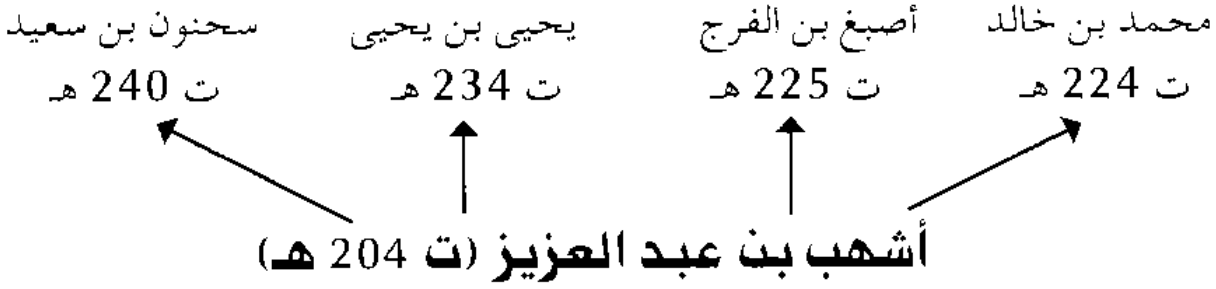 محمد بن خالد أصبغ بن الفرج يحيى بن يحيى سحنون بن سعيد
ت 224 هـ ت 225 هـ ت 234 هـ ت 240 هـ
أشهب بن عبد العزيز (ت 204 هـ)